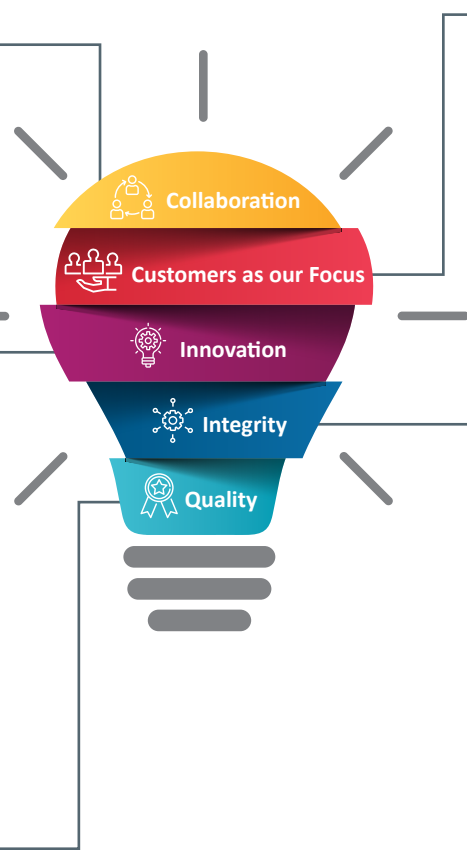 Collaboration
Customers as our Focus
Innovation
Integrity
Quality